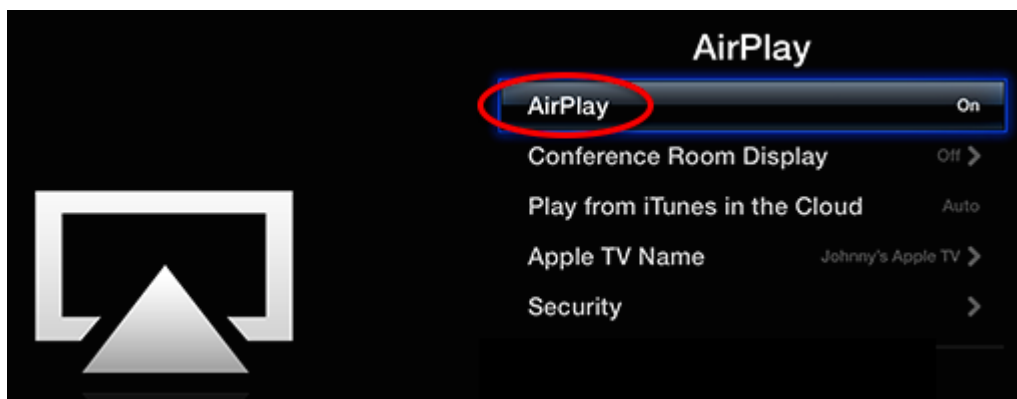 AirPlay
AirPlay On
Conference Room Display Off
Play from iTunes in the Cloud Auto
Apple TV Name Johnny's Apple TV
Security